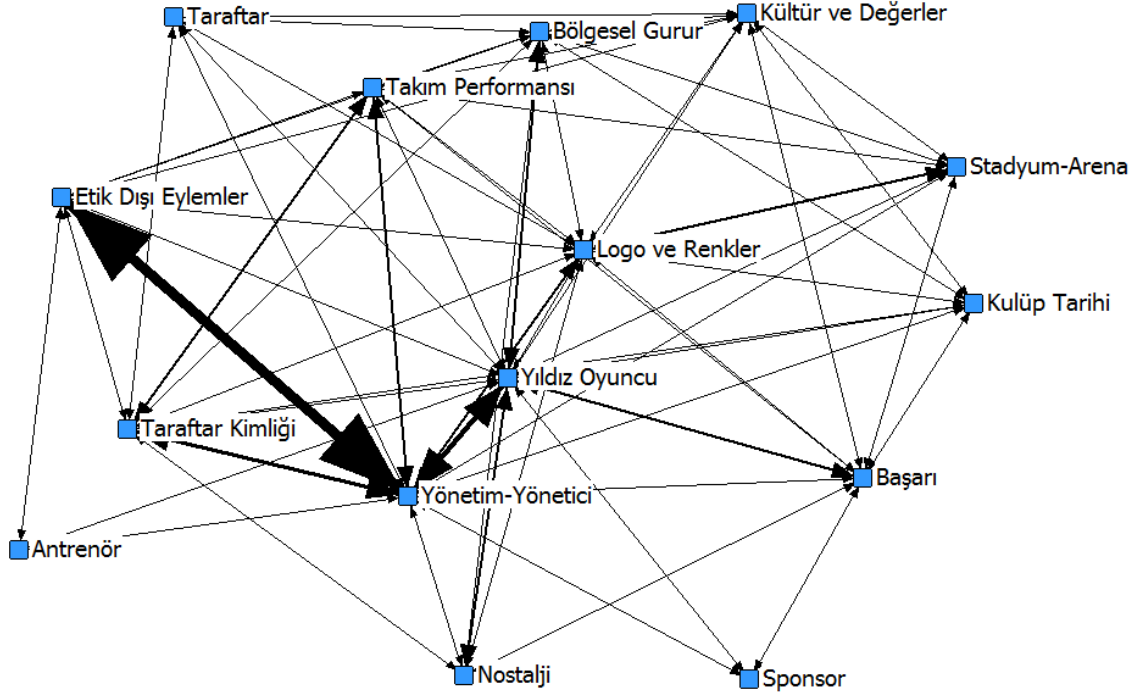 Taraftar
Kültür ve Değerler
Bölgesel Gurur
Takım Performansı
Stadyum-Arena
Etik Dışı Eylemler
Logo ve Renkler
Kulüp Tarihi
Yıldız Oyuncu
Taraftar Kimliği
Başarı
Yönetim-Yönetici
Antrenör
Nostalji
Sponsor